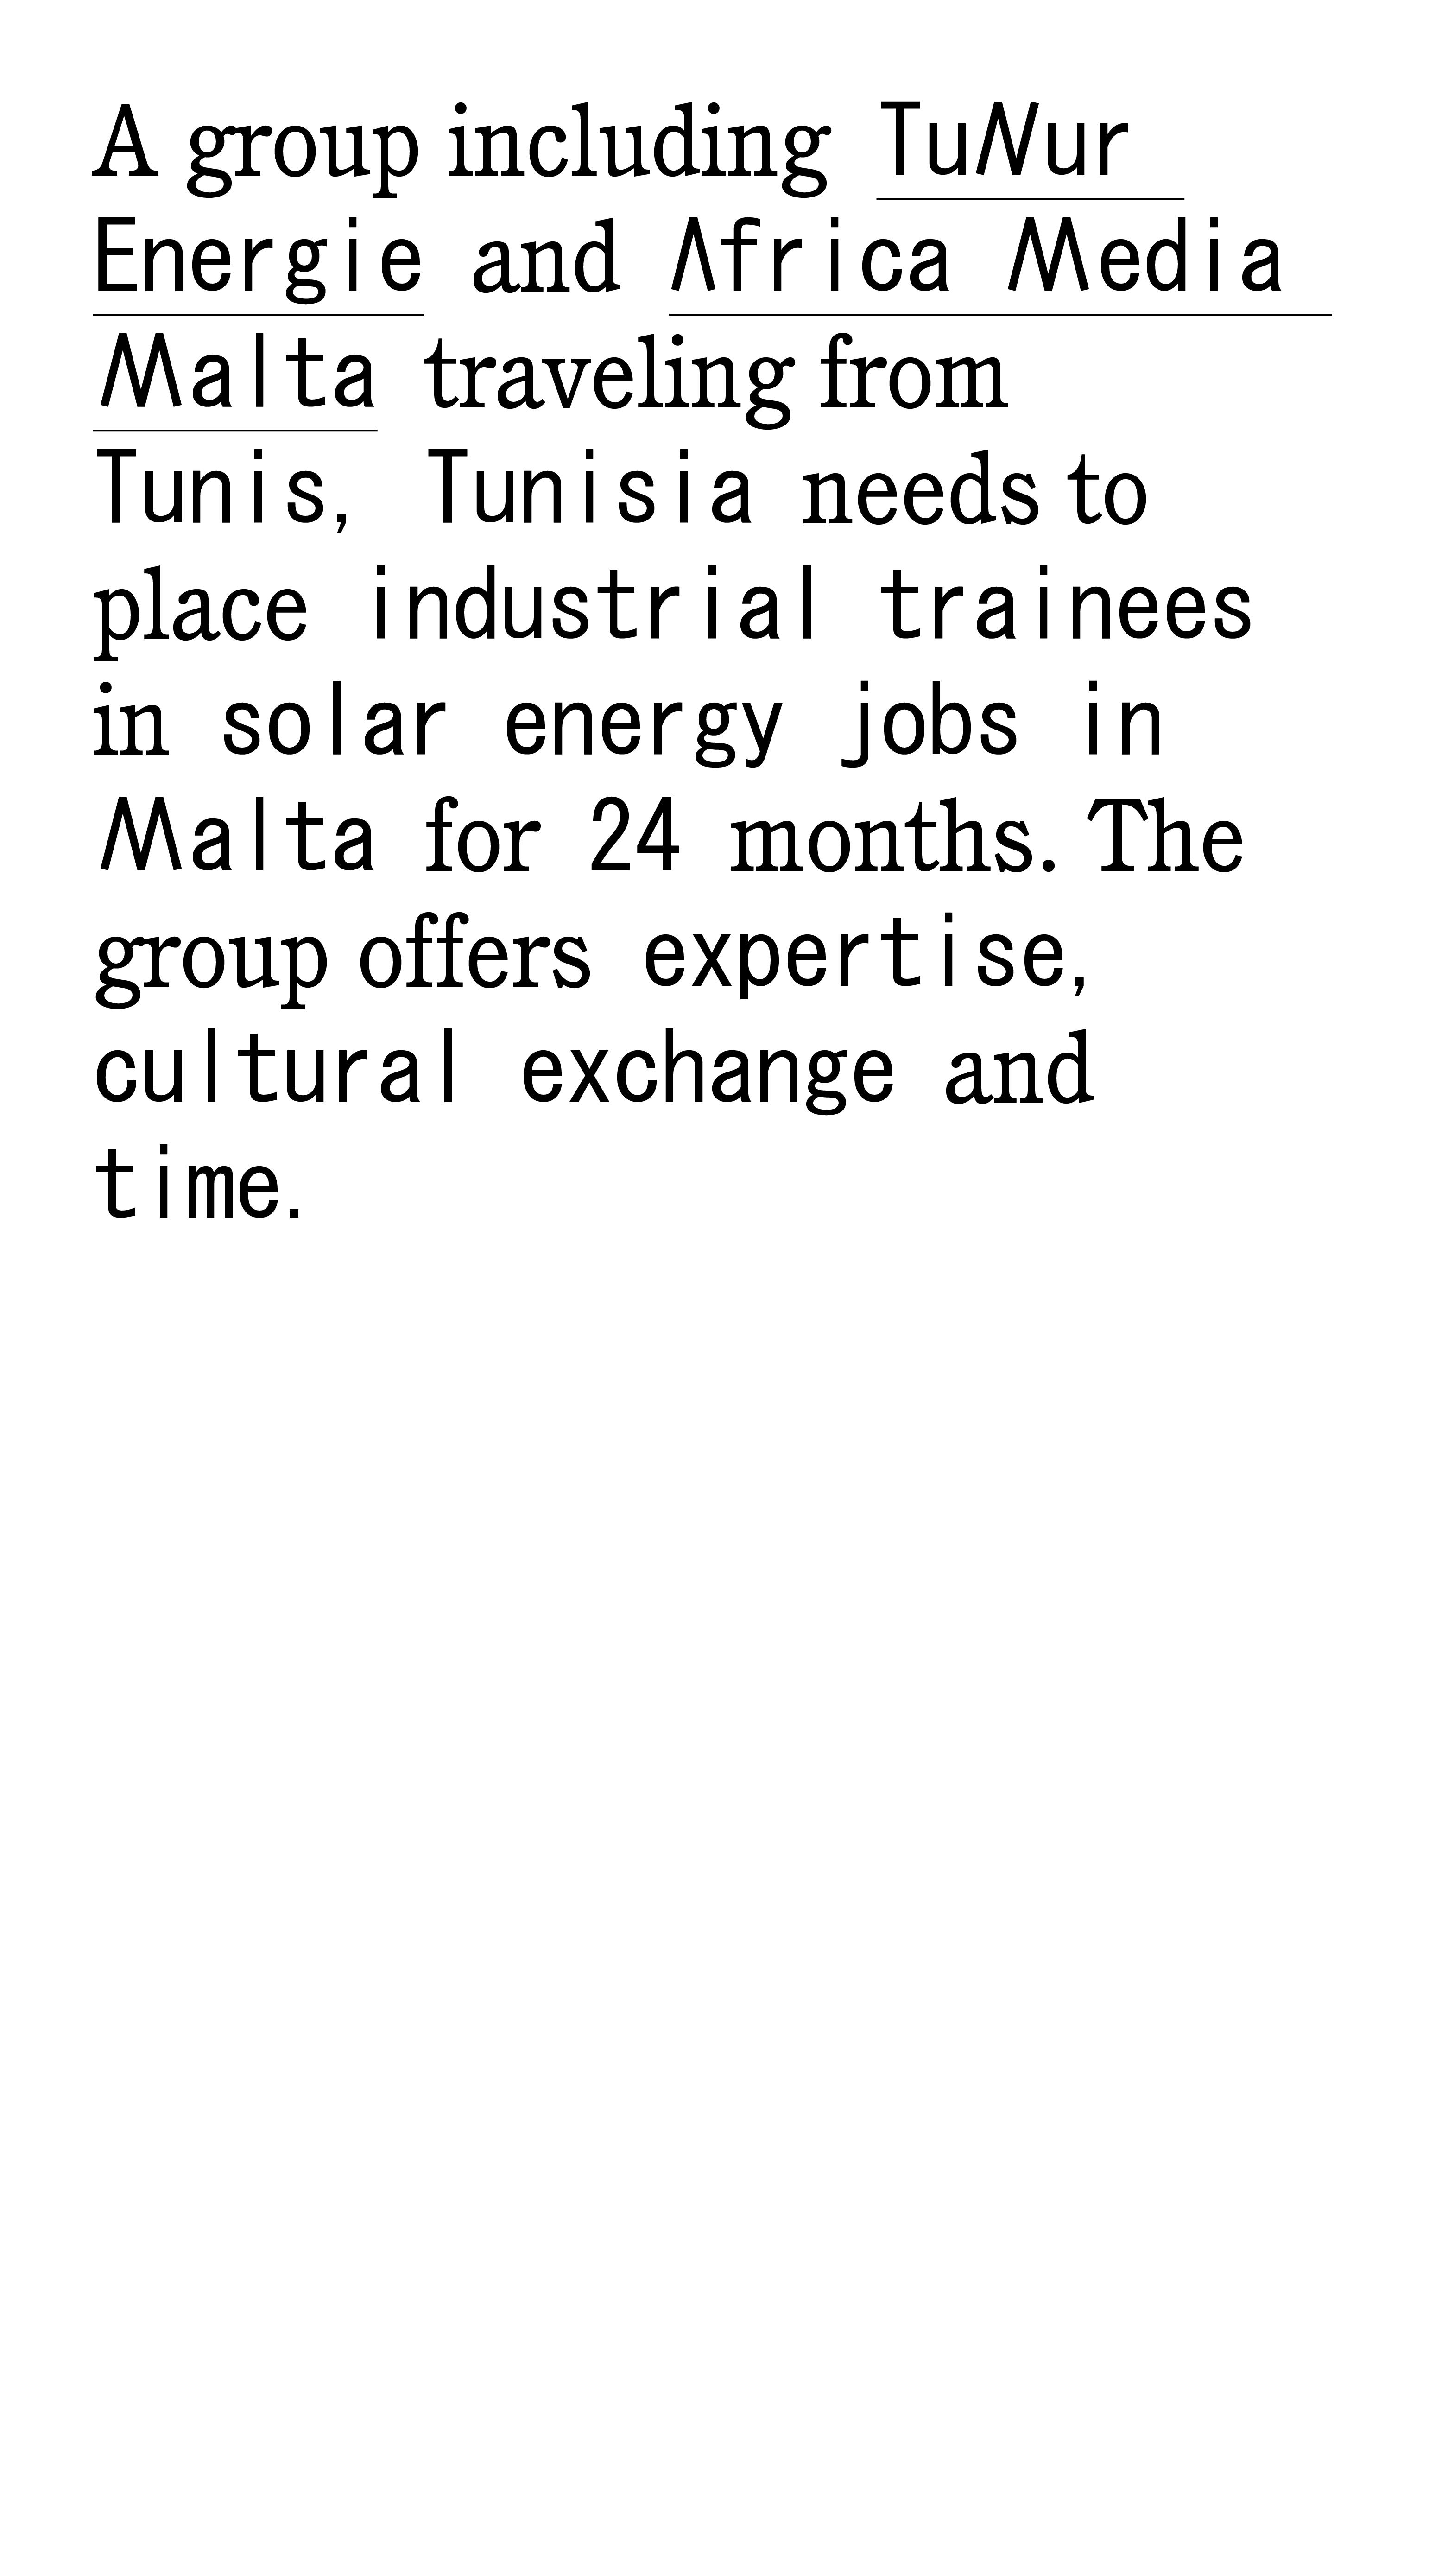 A group including TuNur
Energie and Africa Media
Malta traveling from
Tunis, Tunisia needs to
place industrial trainees
in solar energy jobs in
Malta for 24 months. The
group offers expertise,
cultural exchange and
time.